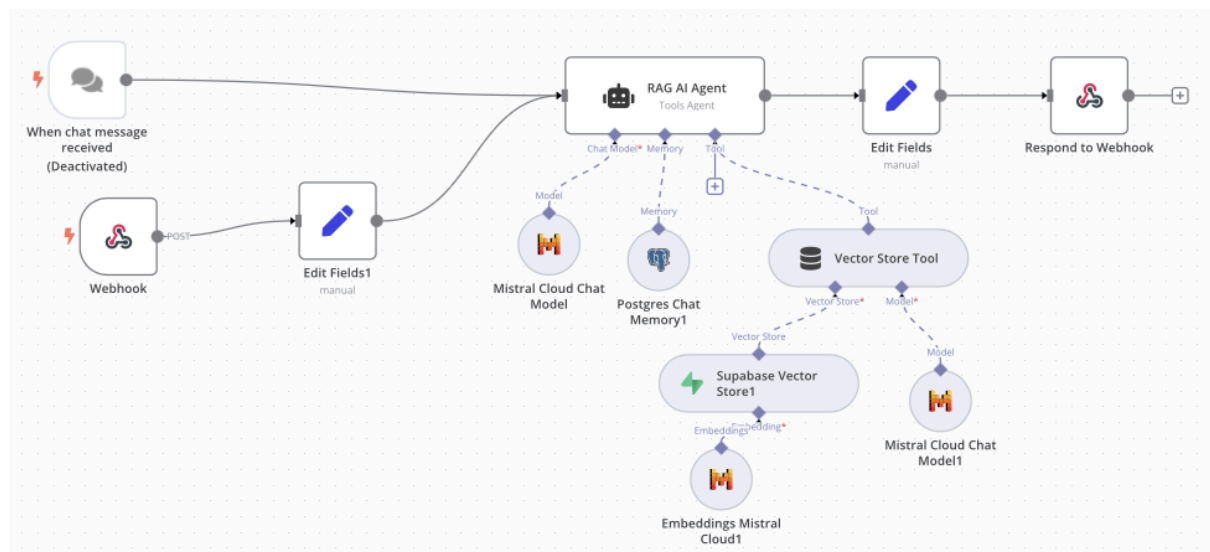 When chat message
received
(Deactivated)
Webhook
POST
Edit Fields1
manual
RAG AI Agent
Tools Agent
Chat Model*
Memory
Tool
Edit Fields
manual
Respond to Webhook
Model
Mistral Cloud Chat
Model
Memory
Postgres Chat
Memory1
Tool
Vector Store Tool
Vector Store*
Model*
Vector Store
Supabase Vector
Store1
Embedding*
Embeddings
Embeddings Mistral
Cloud1
Model
Mistral Cloud Chat
Model1